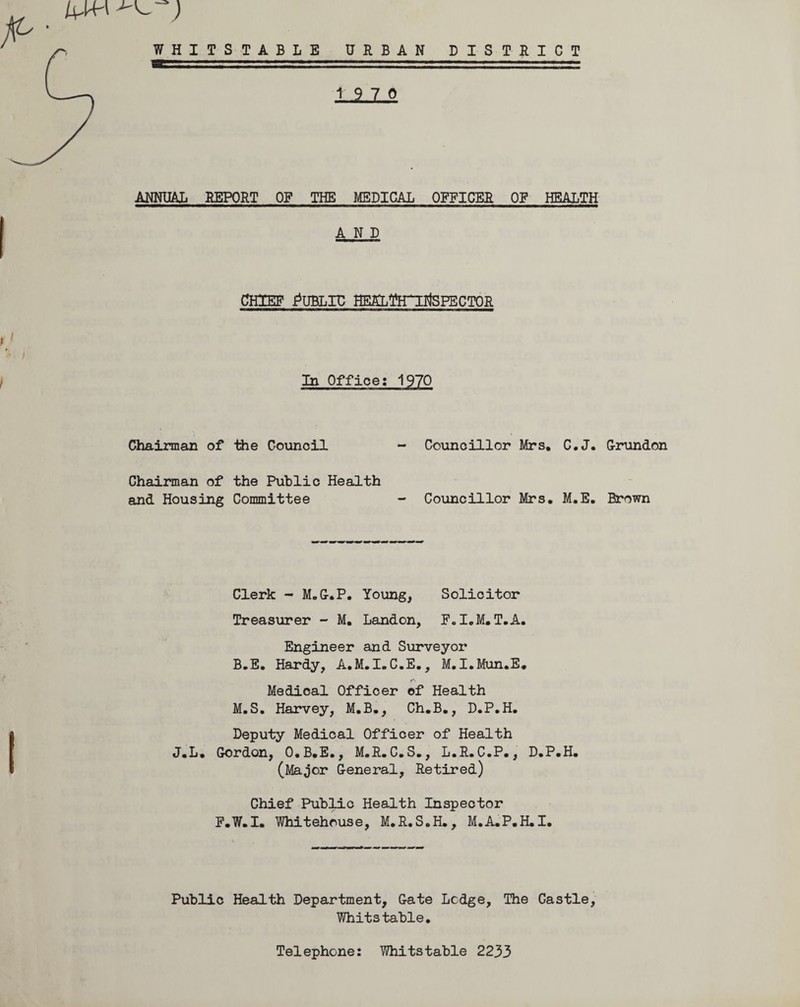 WHITSTABLE URBAN DISTRICT
1970
ANNUAL REPORT OF THE MEDICAL OFFICER OF HEALTH
AND
CHIEF PUBLIC HEALTH INSPECTOR
In Office: 1970
Chairman of the Council - Councillor Mrs. C.J. Grundon
Chairman of the Public Health
and Housing Committee - Councillor Mrs. M.E. Brown
Clerk - M.G.P. Young, Solicitor
Treasurer - M. Landon, F.I.M.T.A.
Engineer and Surveyor
B.E. Hardy, A.M.I.C.E., M.I.Mun.E.
Medical Officer of Health
M.S. Harvey, M.B., Ch.B., D.P.H.
Deputy Medical Officer of Health
J.L. Gordon, O.B.E., M.R.C.S., L.R.C.P., D.P.H.
(Major General, Retired)
Chief Public Health Inspector
F.W.I. Whitehouse, M.R.S.H., M.A.P.H.I.
Public Health Department, Gate Lodge, The Castle,
Whitstable.
Telephone: Whitstable 2233